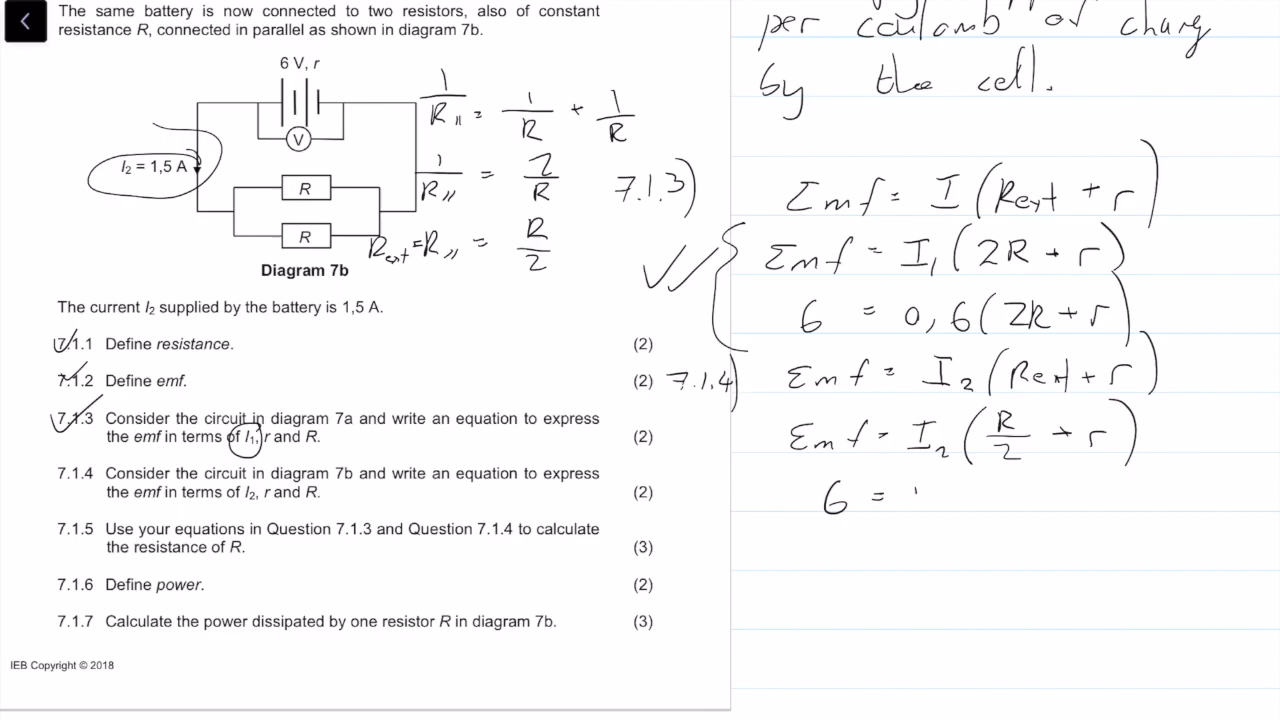 The same battery is now connected to two resistors, also of constant
resistance R, connected in parallel as shown in diagram 7b.
6 V, r
V
I₂ = 1,5 A
R
R
Diagram 7b
1/R// = 1/R + 1/R
1/R// = 2/R 7.1.3)
Rext = R// = R/2
The current I₂ supplied by the battery is 1,5 A.
7.1.1 Define resistance. (2)
7.1.2 Define emf. (2)
7.1.3 Consider the circuit in diagram 7a and write an equation to express
the emf in terms of I₁, r and R. (2)
7.1.4 Consider the circuit in diagram 7b and write an equation to express
the emf in terms of I₂, r and R. (2)
7.1.5 Use your equations in Question 7.1.3 and Question 7.1.4 to calculate
the resistance of R. (3)
7.1.6 Define power. (2)
7.1.7 Calculate the power dissipated by one resistor R in diagram 7b. (3)
IEB Copyright © 2018
per coulomb of charg
by the cell.
Emf = I (Rext + r)
Emf = I₁ (2R + r)
6 = 0,6 (2R + r)
7.1.4) Emf = I₂ (Rext + r)
Emf = I₂ (R/2 + r)
6 =